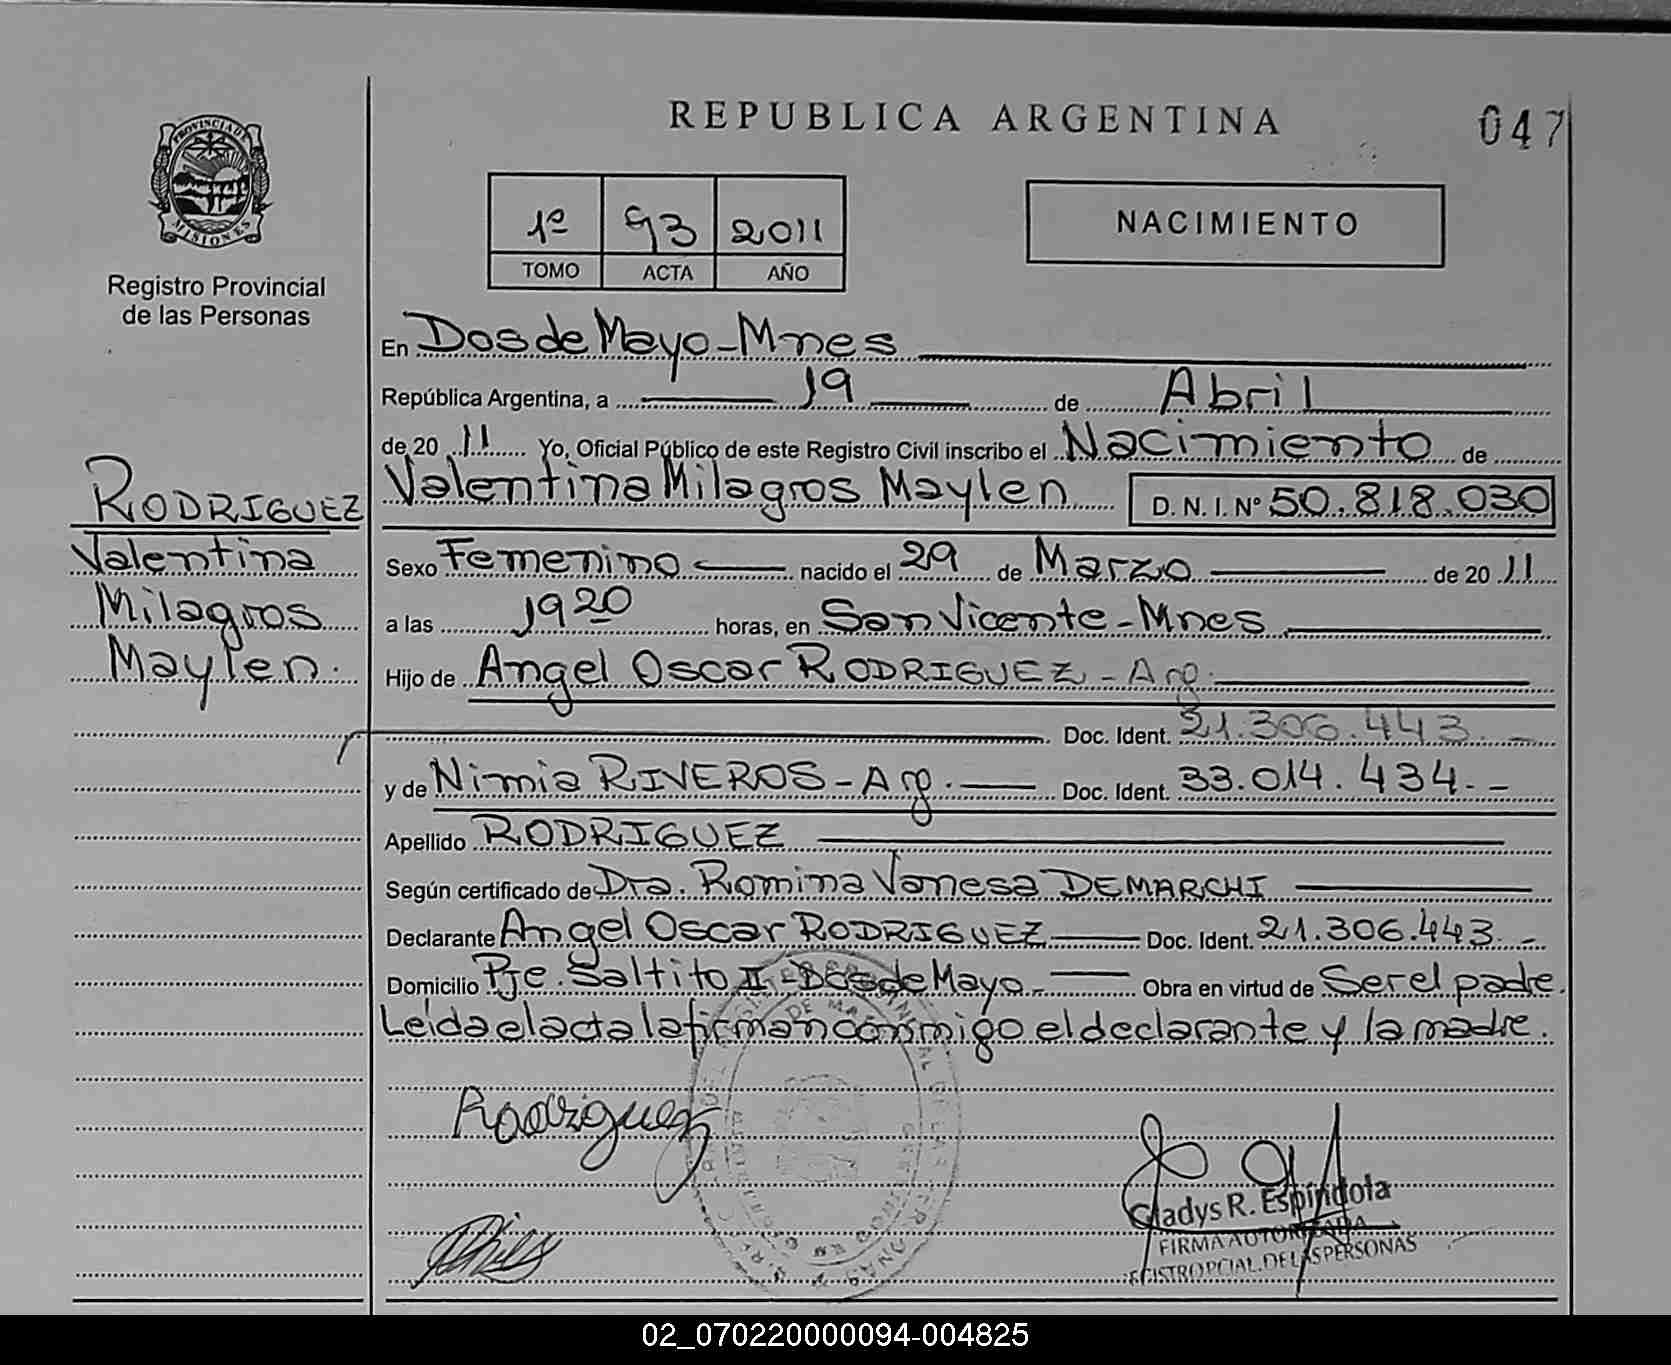 REPUBLICA ARGENTINA
047
PROVINCIA DE
MISIONES
Registro Provincial
de las Personas
1º 93 2011
TOMO ACTA AÑO
NACIMIENTO
RODRIGUEZ
Valentina
Milagros
Maylen.
En Dos de Mayo - Mnes
República Argentina, a 19 de Abril
de 20 11 Yo, Oficial Público de este Registro Civil inscribo el Nacimiento de
Valentina Milagros Maylen D. N. I. Nº 50.818.030
Sexo Femenino nacido el 29 de Marzo de 20 11
a las 1920 horas, en San Vicente - Mnes
Hijo de Angel Oscar RODRIGUEZ - Arg.
Doc. Ident. 21.306.443.-
y de Nimia RIVEROS - Arg. Doc. Ident. 33.014.434.-
Apellido RODRIGUEZ
Según certificado de Dra. Romina Vanesa DEMARCHI
Declarante Angel Oscar RODRIGUEZ Doc. Ident. 21.306.443.-
Domicilio Pje. Saltito II - Dos de Mayo.- Obra en virtud de Ser el padre.
Leida el acta la firman conmigo el declarante y la madre.
Rodriguez
Gladys R. Espíndola
FIRMA AUTORIZADA
REGISTRO PCIAL. DE LAS PERSONAS
02_070220000094-004825